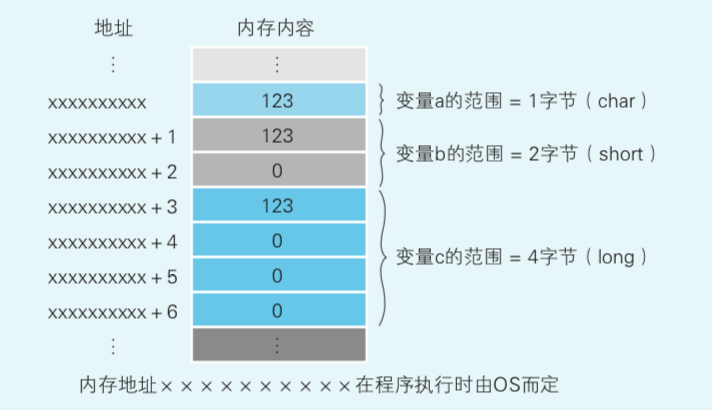 地址 内存内容
⋮ ⋮
xxxxxxxxxx 123 变量a的范围 = 1字节（char）
xxxxxxxxxx + 1 123
变量b的范围 = 2字节（short）
xxxxxxxxxx + 2 0
xxxxxxxxxx + 3 123
xxxxxxxxxx + 4 0
变量c的范围 = 4字节（long）
xxxxxxxxxx + 5 0
xxxxxxxxxx + 6 0
⋮ ⋮
内存地址××××××××××在程序执行时由OS而定